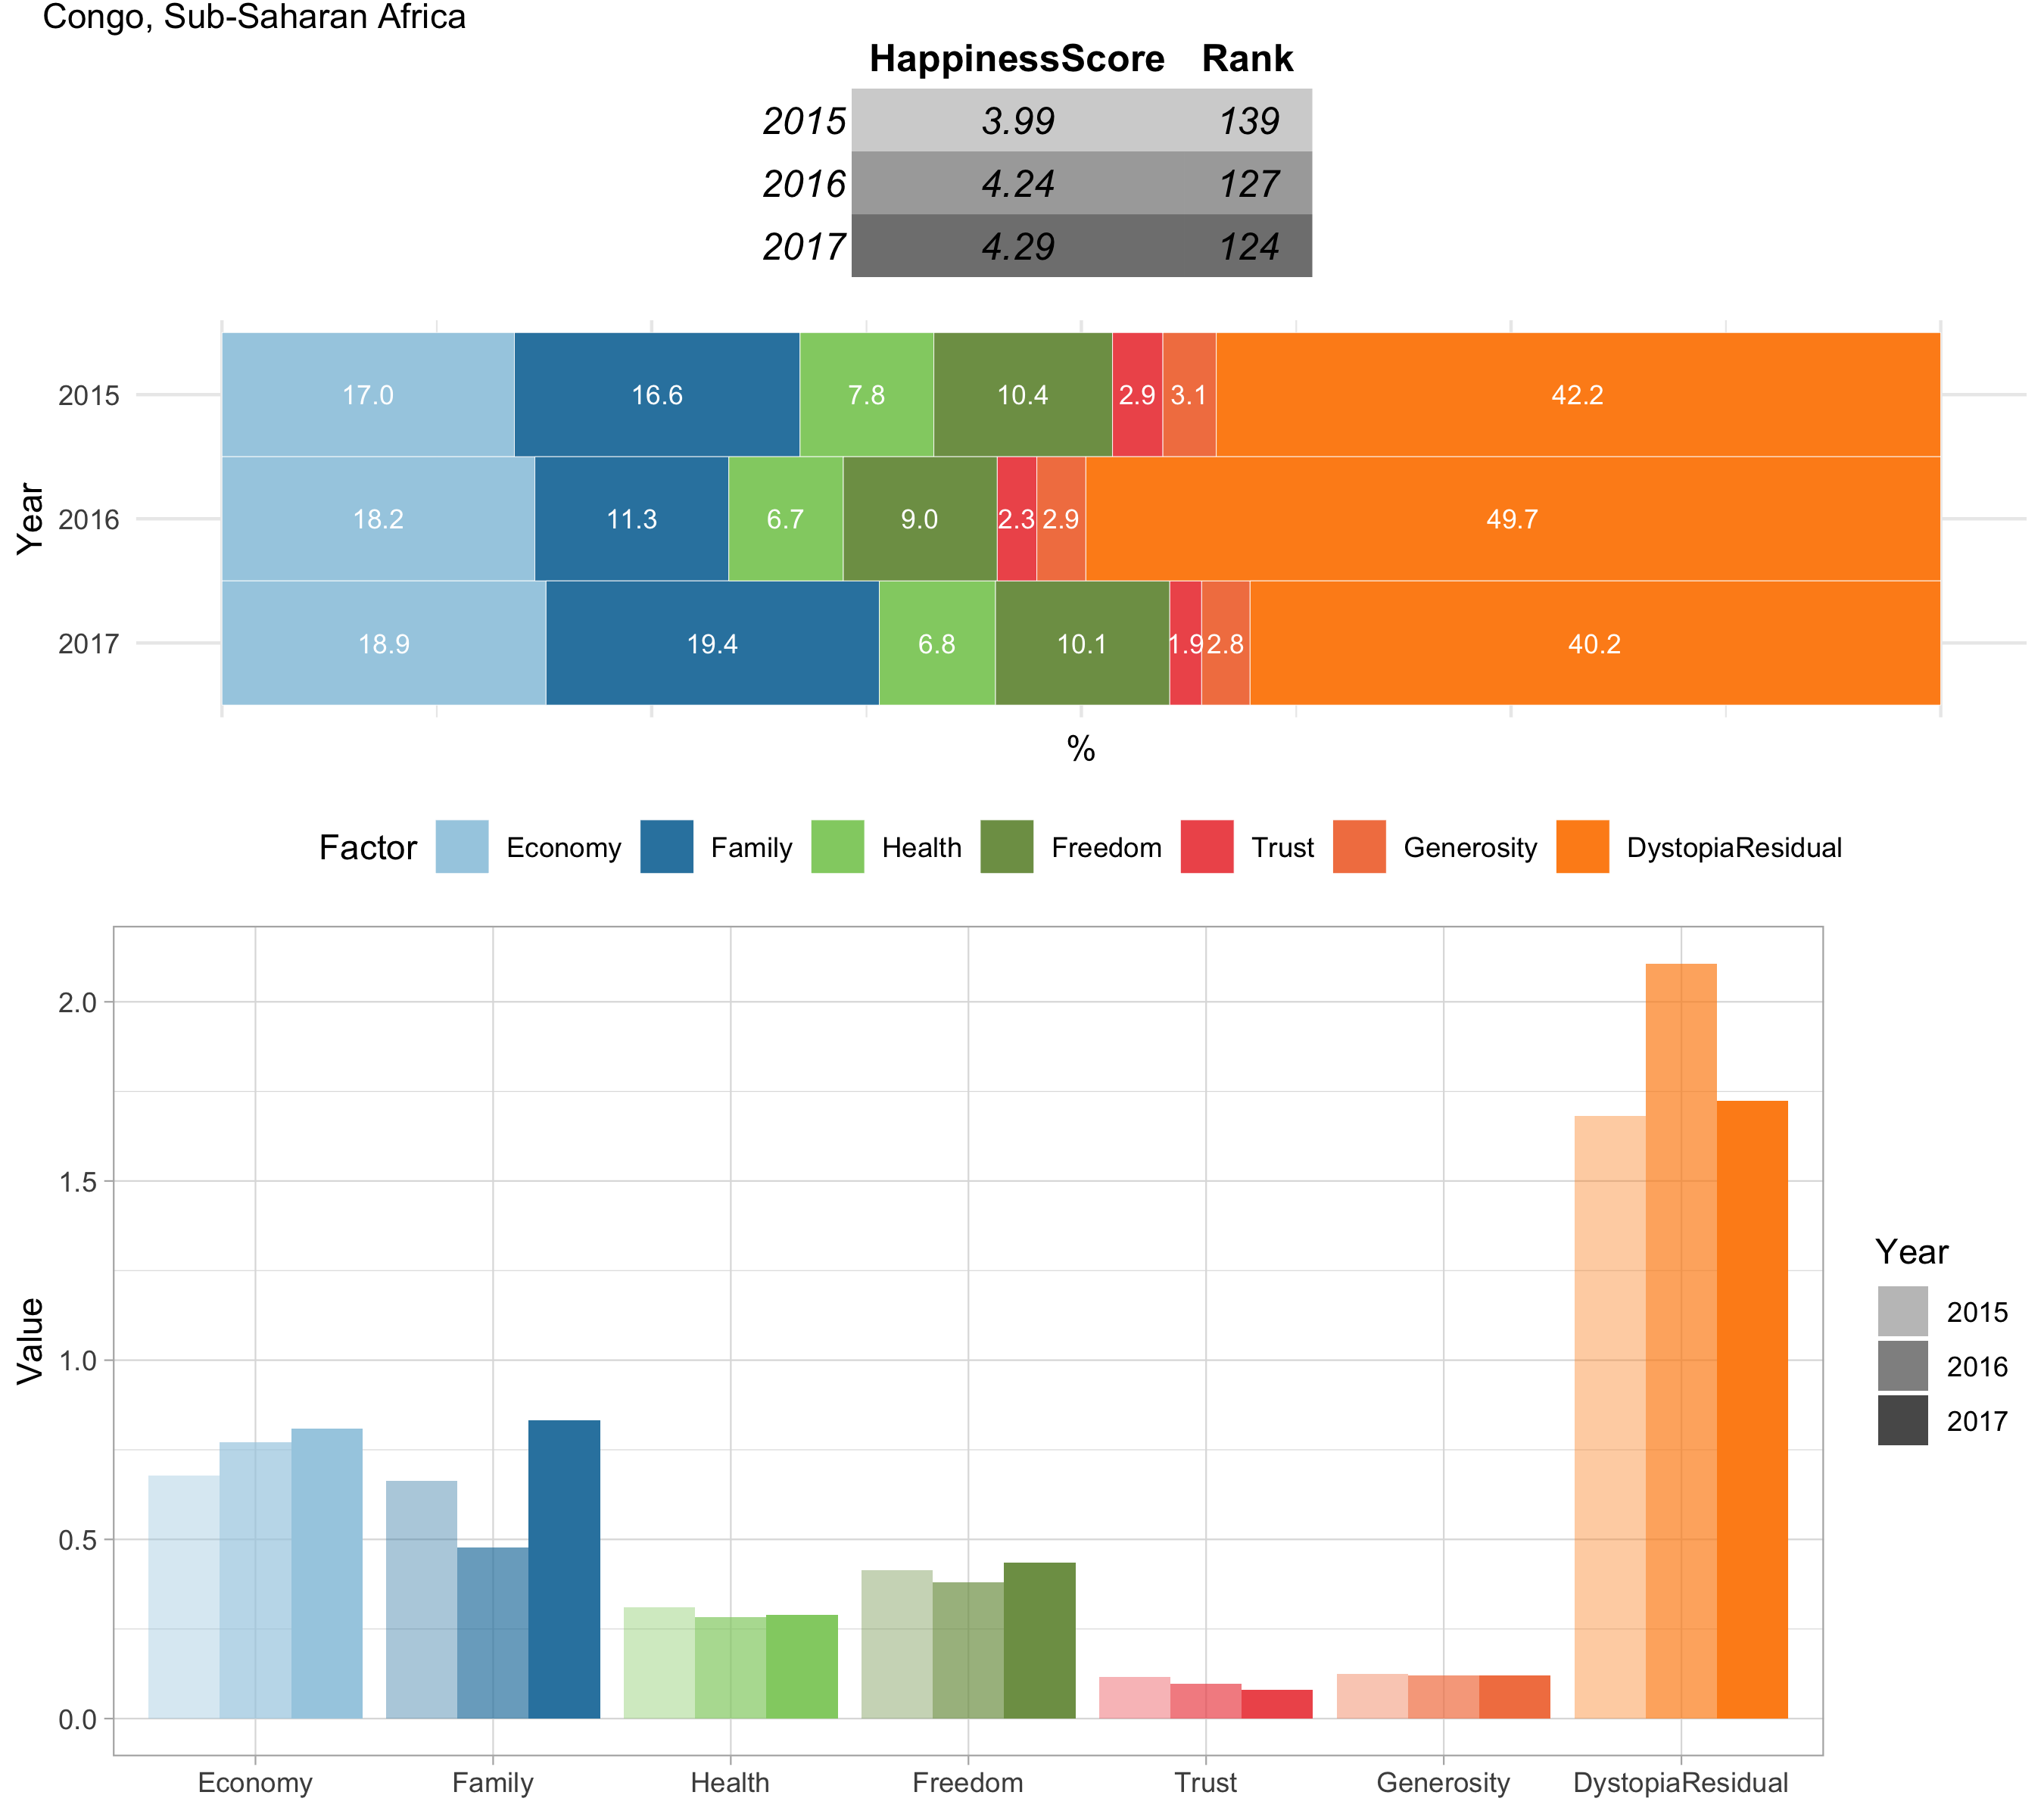 Congo, Sub-Saharan Africa
HappinessScore Rank
2015 3.99 139
2016 4.24 127
2017 4.29 124
Year
2015 17.0 16.6 7.8 10.4 2.9 3.1 42.2
2016 18.2 11.3 6.7 9.0 2.3 2.9 49.7
2017 18.9 19.4 6.8 10.1 1.9 2.8 40.2
%
Factor Economy Family Health Freedom Trust Generosity DystopiaResidual
Value
2.0
1.5
1.0
0.5
0.0
Economy Family Health Freedom Trust Generosity DystopiaResidual
Year
2015
2016
2017